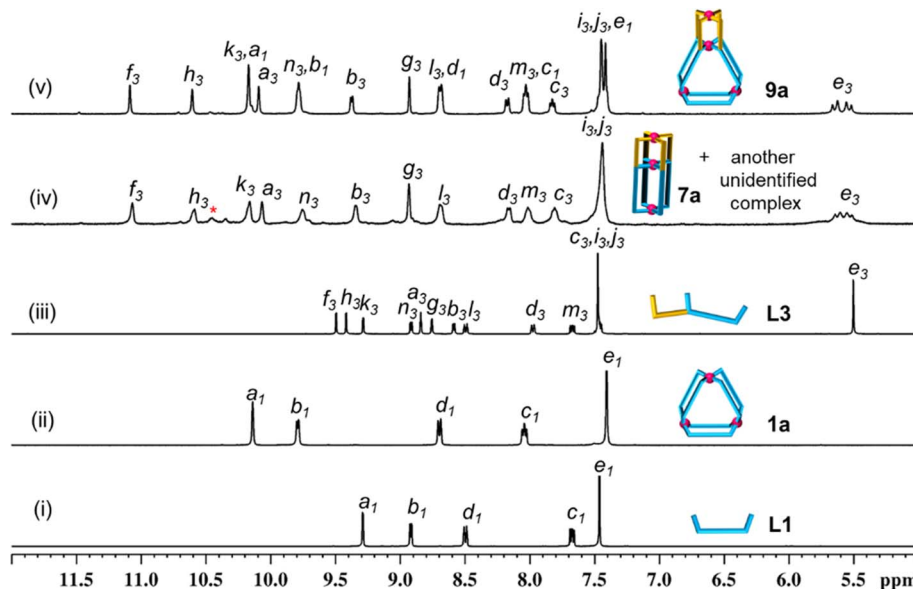 i₃,j₃,e₁
k₃,a₁
f₃ h₃ a₃ n₃,b₁ b₃ g₃ l₃,d₁ d₃ m₃,c₁ c₃ e₃
(v) 9a
i₃,j₃
+ another
7a unidentified
complex
f₃ h₃ * k₃ a₃ n₃ b₃ g₃ l₃ d₃ m₃ c₃ e₃
(iv)
c₃,i₃,j₃
f₃ h₃ k₃ n₃ a₃ g₃ b₃ l₃ d₃ m₃ e₃
(iii) L3
a₁ b₁ d₁ c₁ e₁
(ii) 1a
a₁ b₁ d₁ c₁ e₁
(i) L1
11.0 10.5 10.0 9.5 9.0 8.5 8.0 7.5 7.0 6.5 6.0 5.5 ppm